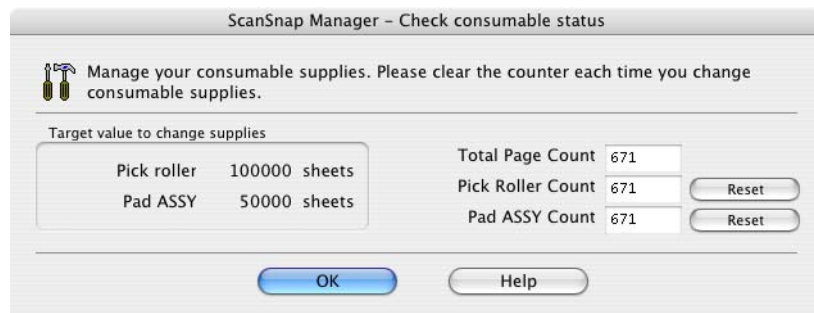 ScanSnap Manager – Check consumable status
Manage your consumable supplies. Please clear the counter each time you change
consumable supplies.
Target value to change supplies
Pick roller 100000 sheets
Pad ASSY 50000 sheets
Total Page Count 671
Pick Roller Count 671 Reset
Pad ASSY Count 671 Reset
OK Help